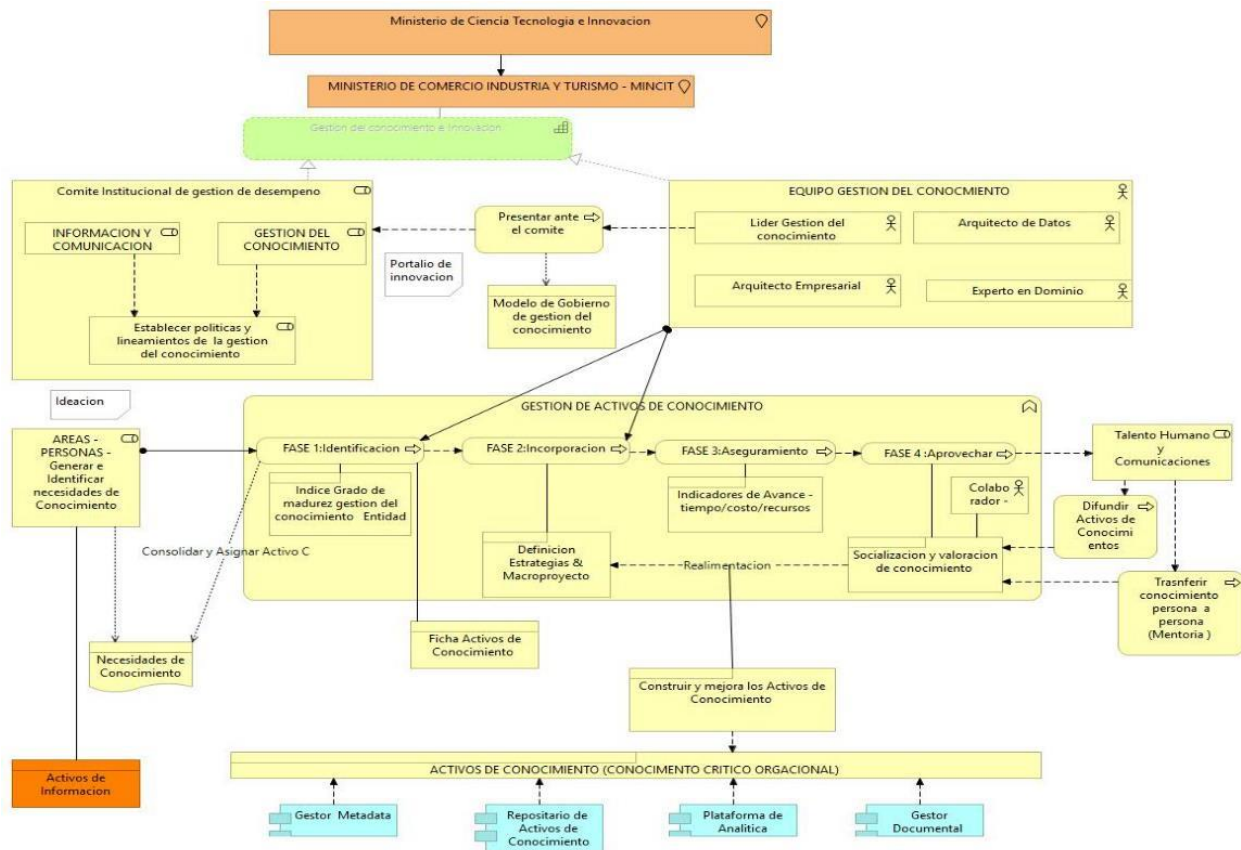 Ministerio de Ciencia Tecnologia e Innovacion
MINISTERIO DE COMERCIO INDUSTRIA Y TURISMO - MINCIT
Gestion del conocimiento e Innovacion
Comite Institucional de gestion de desempeno
INFORMACION Y
COMUNICACION
GESTION DEL
CONOCIMIENTO
Establecer politicas y
lineamientos de la gestion
del conocimiento
Presentar ante
el comite
Portalio de
innovacion
Modelo de Gobierno
de gestion del
conocimiento
EQUIPO GESTION DEL CONOCMIENTO
Lider Gestion del
conocimiento
Arquitecto de Datos
Arquitecto Empresarial
Experto en Dominio
Ideacion
AREAS -
PERSONAS -
Generar e
Identificar
necesidades de
Conocimiento
GESTION DE ACTIVOS DE CONOCIMIENTO
FASE 1:Identificacion
FASE 2:Incorporacion
FASE 3:Aseguramiento
FASE 4 :Aprovechar
Indice Grado de
madurez gestion del
conocimiento Entidad
Definicion
Estrategias &
Macroproyecto
Indicadores de Avance -
tiempo/costo/recursos
Colabo
rador -
Socializacion y valoracion
de conocimiento
Realimentacion
Talento Humano
y
Comunicaciones
Difundir
Activos de
Conocimi
entos
Trasnferir
conocimiento
persona a
persona
(Mentoria )
Consolidar y Asignar Activo C
Necesidades de
Conocimiento
Ficha Activos de
Conocimiento
Construir y mejora los Activos de
Conocimiento
Activos de
Informacion
ACTIVOS DE CONOCIMIENTO (CONOCIMENTO CRITICO ORGACIONAL)
Gestor Metadata
Repositario de
Activos de
Conocimiento
Plataforma de
Analitica
Gestor
Documental